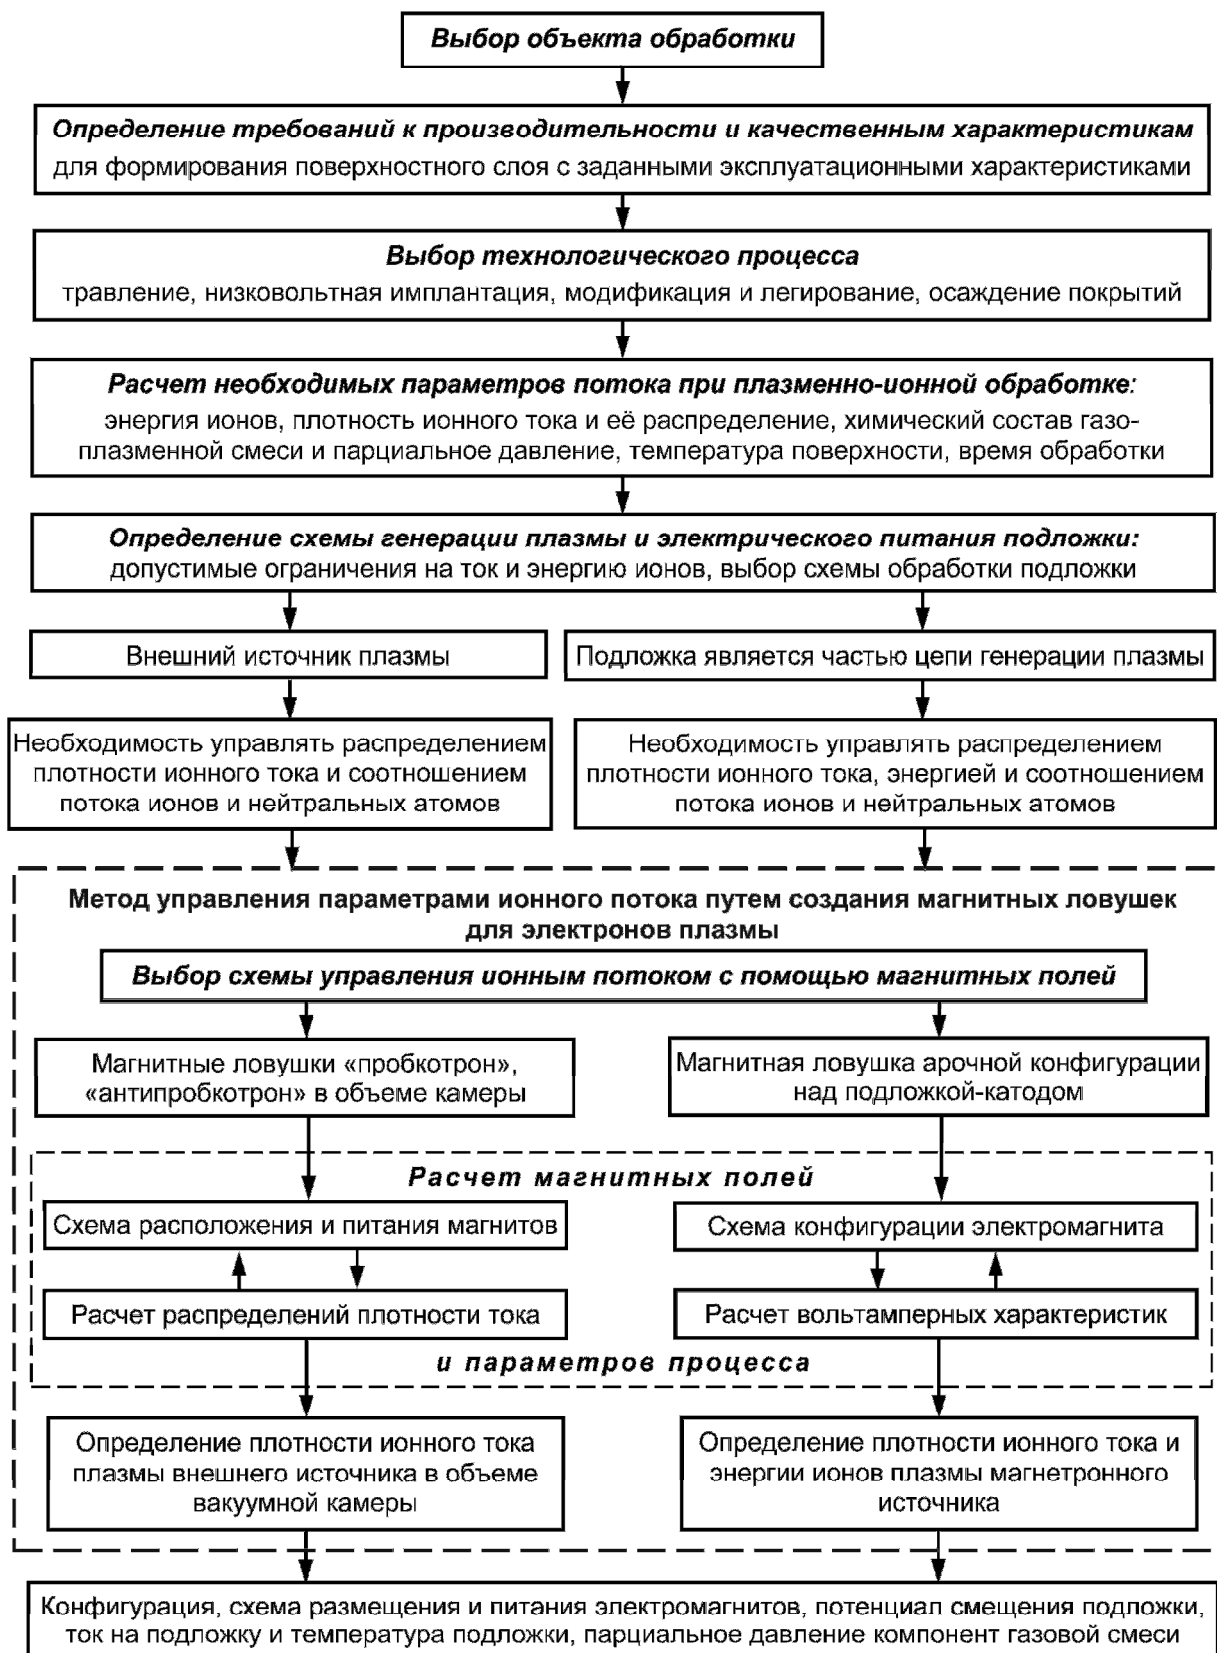 Выбор объекта обработки
Определение требований к производительности и качественным характеристикам
для формирования поверхностного слоя с заданными эксплуатационными характеристиками
Выбор технологического процесса
травление, низковольтная имплантация, модификация и легирование, осаждение покрытий
Расчет необходимых параметров потока при плазменно-ионной обработке:
энергия ионов, плотность ионного тока и её распределение, химический состав газо-
плазменной смеси и парциальное давление, температура поверхности, время обработки
Определение схемы генерации плазмы и электрического питания подложки:
допустимые ограничения на ток и энергию ионов, выбор схемы обработки подложки
Внешний источник плазмы
Подложка является частью цепи генерации плазмы
Необходимость управлять распределением
плотности ионного тока и соотношением
потока ионов и нейтральных атомов
Необходимость управлять распределением
плотности ионного тока, энергией и соотношением
потока ионов и нейтральных атомов
Метод управления параметрами ионного потока путем создания магнитных ловушек
для электронов плазмы
Выбор схемы управления ионным потоком с помощью магнитных полей
Магнитные ловушки «пробкотрон»,
«антипробкотрон» в объеме камеры
Магнитная ловушка арочной конфигурации
над подложкой-катодом
Расчет магнитных полей
Схема расположения и питания магнитов
Схема конфигурации электромагнита
Расчет распределений плотности тока
Расчет вольтамперных характеристик
и параметров процесса
Определение плотности ионного тока
плазмы внешнего источника в объеме
вакуумной камеры
Определение плотности ионного тока и
энергии ионов плазмы магнетронного
источника
Конфигурация, схема размещения и питания электромагнитов, потенциал смещения подложки,
ток на подложку и температура подложки, парциальное давление компонент газовой смеси